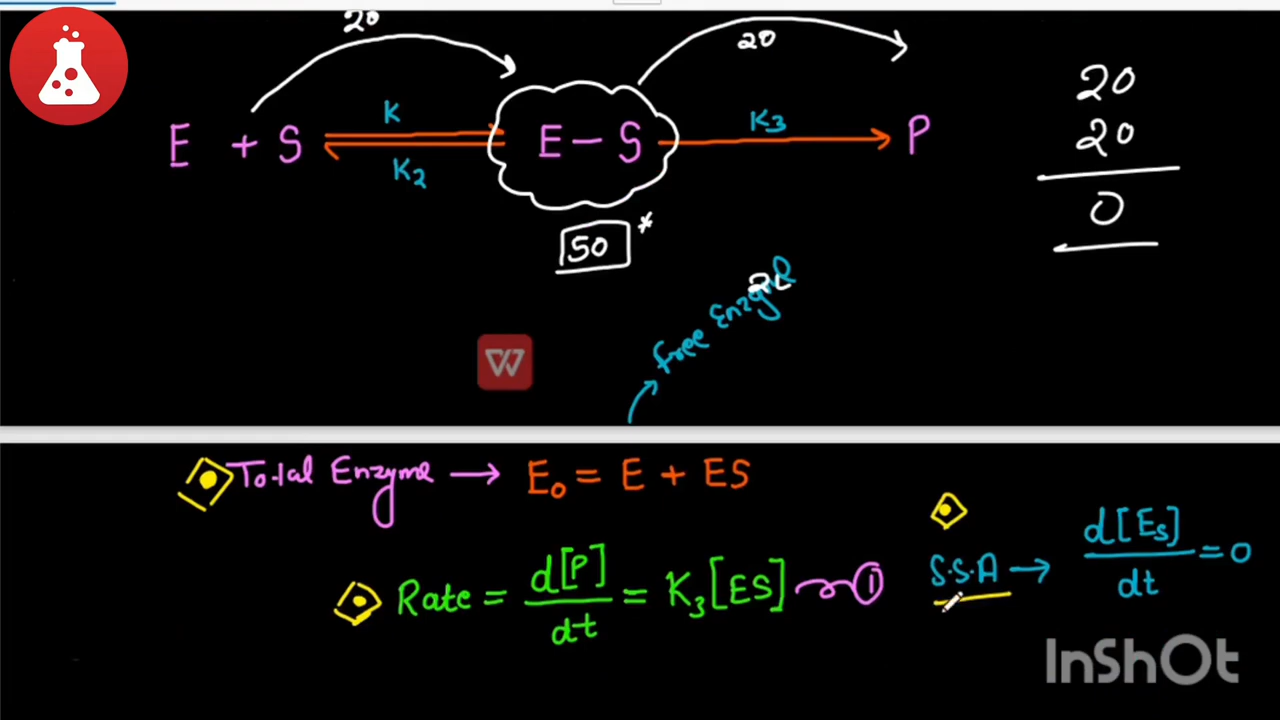 20
20
20
20
E + S
K
K2
E - S
K3
P
0
50 *
Free Enzyme
W
Total Enzyme → E0 = E + ES
Rate = d[P]/dt = K3[ES] ①
S.S.A → d[Es]/dt = 0
InShOt